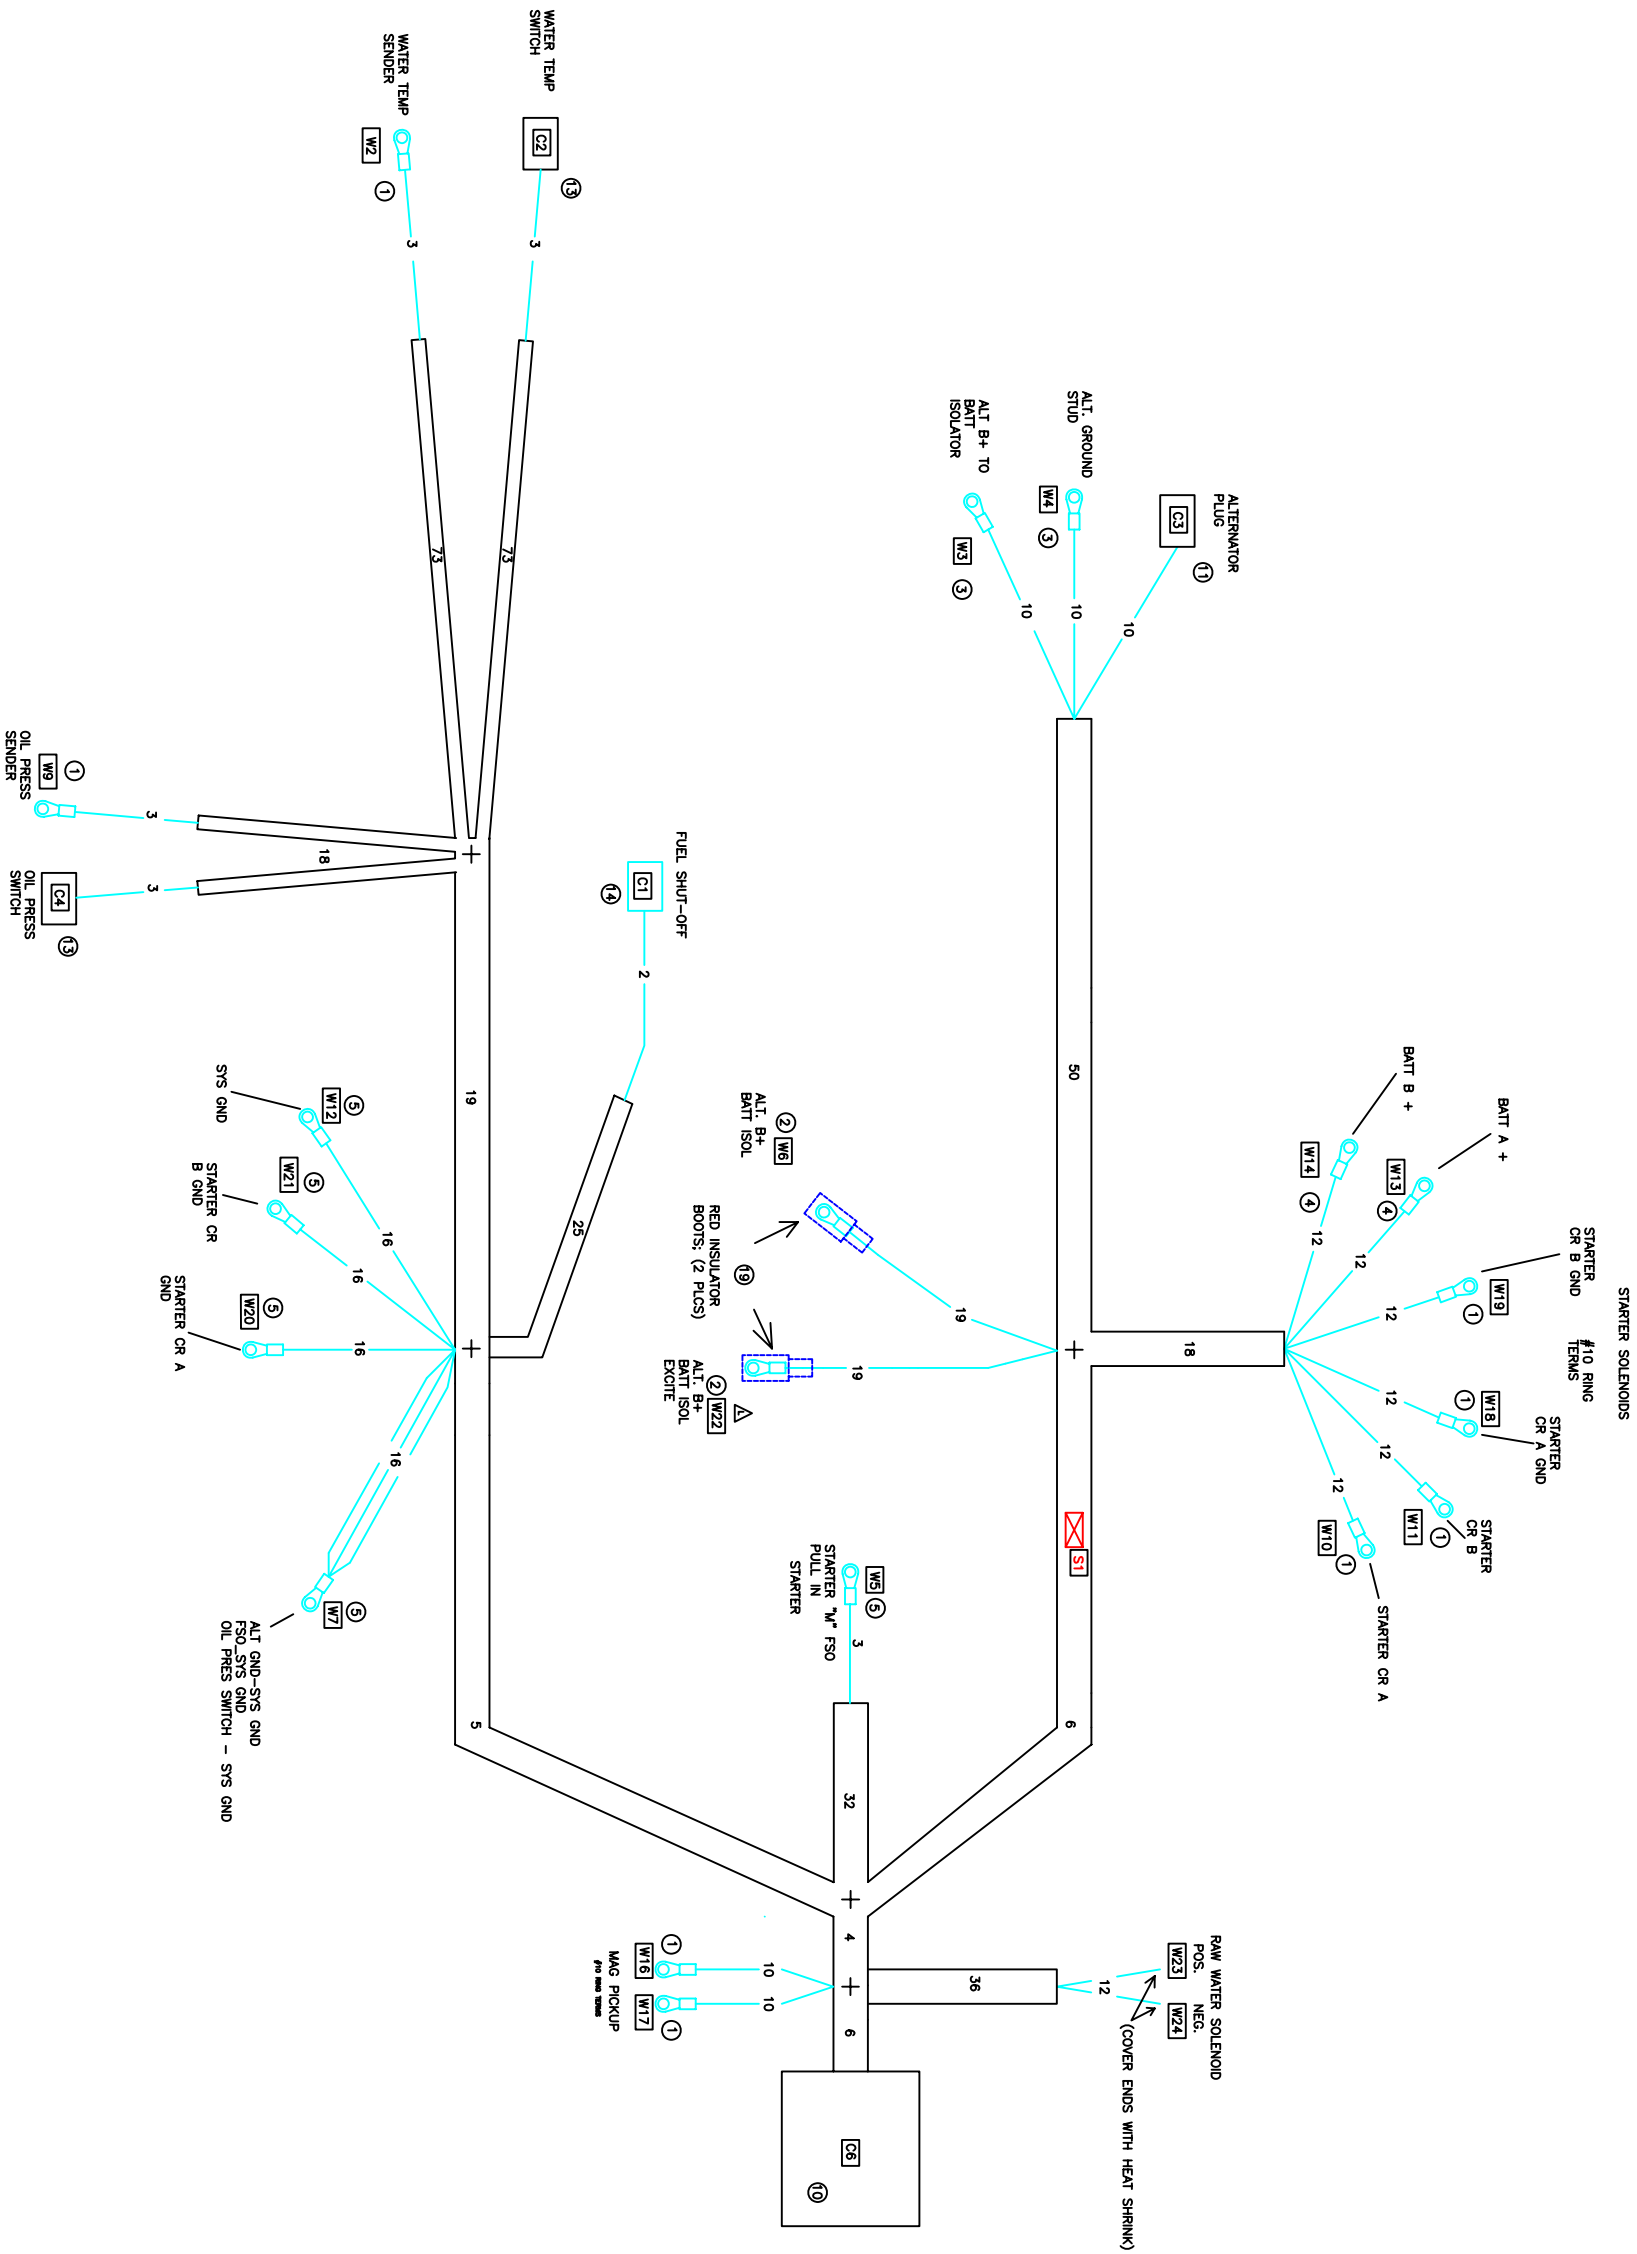 STARTER SOLENOIDS
#10 RING
TERMS
BATT B +
W14
4
12
BATT A +
W13
4
12
STARTER
CR B GND
W19
1
12
STARTER
CR A GND
W18
1
12
STARTER
CR B
W11
1
12
STARTER CR A
W10
1
12
18
ALTERNATOR
PLUG
C3
11
10
ALT. GROUND
STUD
W4
3
10
ALT B+ TO
BATT
ISOLATOR
W3
3
10
50
S1
6
RAW WATER SOLENOID
POS.
NEG.
W23
W24
(COVER ENDS WITH HEAT SHRINK)
12
36
ALT. B+
BATT ISOL
2
W6
19
RED INSULATOR
BOOTS; (2 PLCS)
19
ALT. B+
BATT ISOL
EXCITE
2
W22
19
STARTER "M" FSO
PULL IN
STARTER
W5
5
3
32
4
6
C6
10
MAG PICKUP
#10 RING TERMS
W16
1
10
W17
1
10
FUEL SHUT-OFF
C1
14
2
25
WATER TEMP
SWITCH
C2
13
3
73
WATER TEMP
SENDER
W2
1
3
73
19
5
OIL PRESS
SENDER
W9
1
3
18
OIL PRESS
SWITCH
C4
13
3
SYS GND
W12
5
16
STARTER CR
B GND
W21
5
16
STARTER CR A
GND
W20
5
16
ALT GND-SYS GND
FSO_SYS GND
OIL PRES SWITCH - SYS GND
W7
5
16